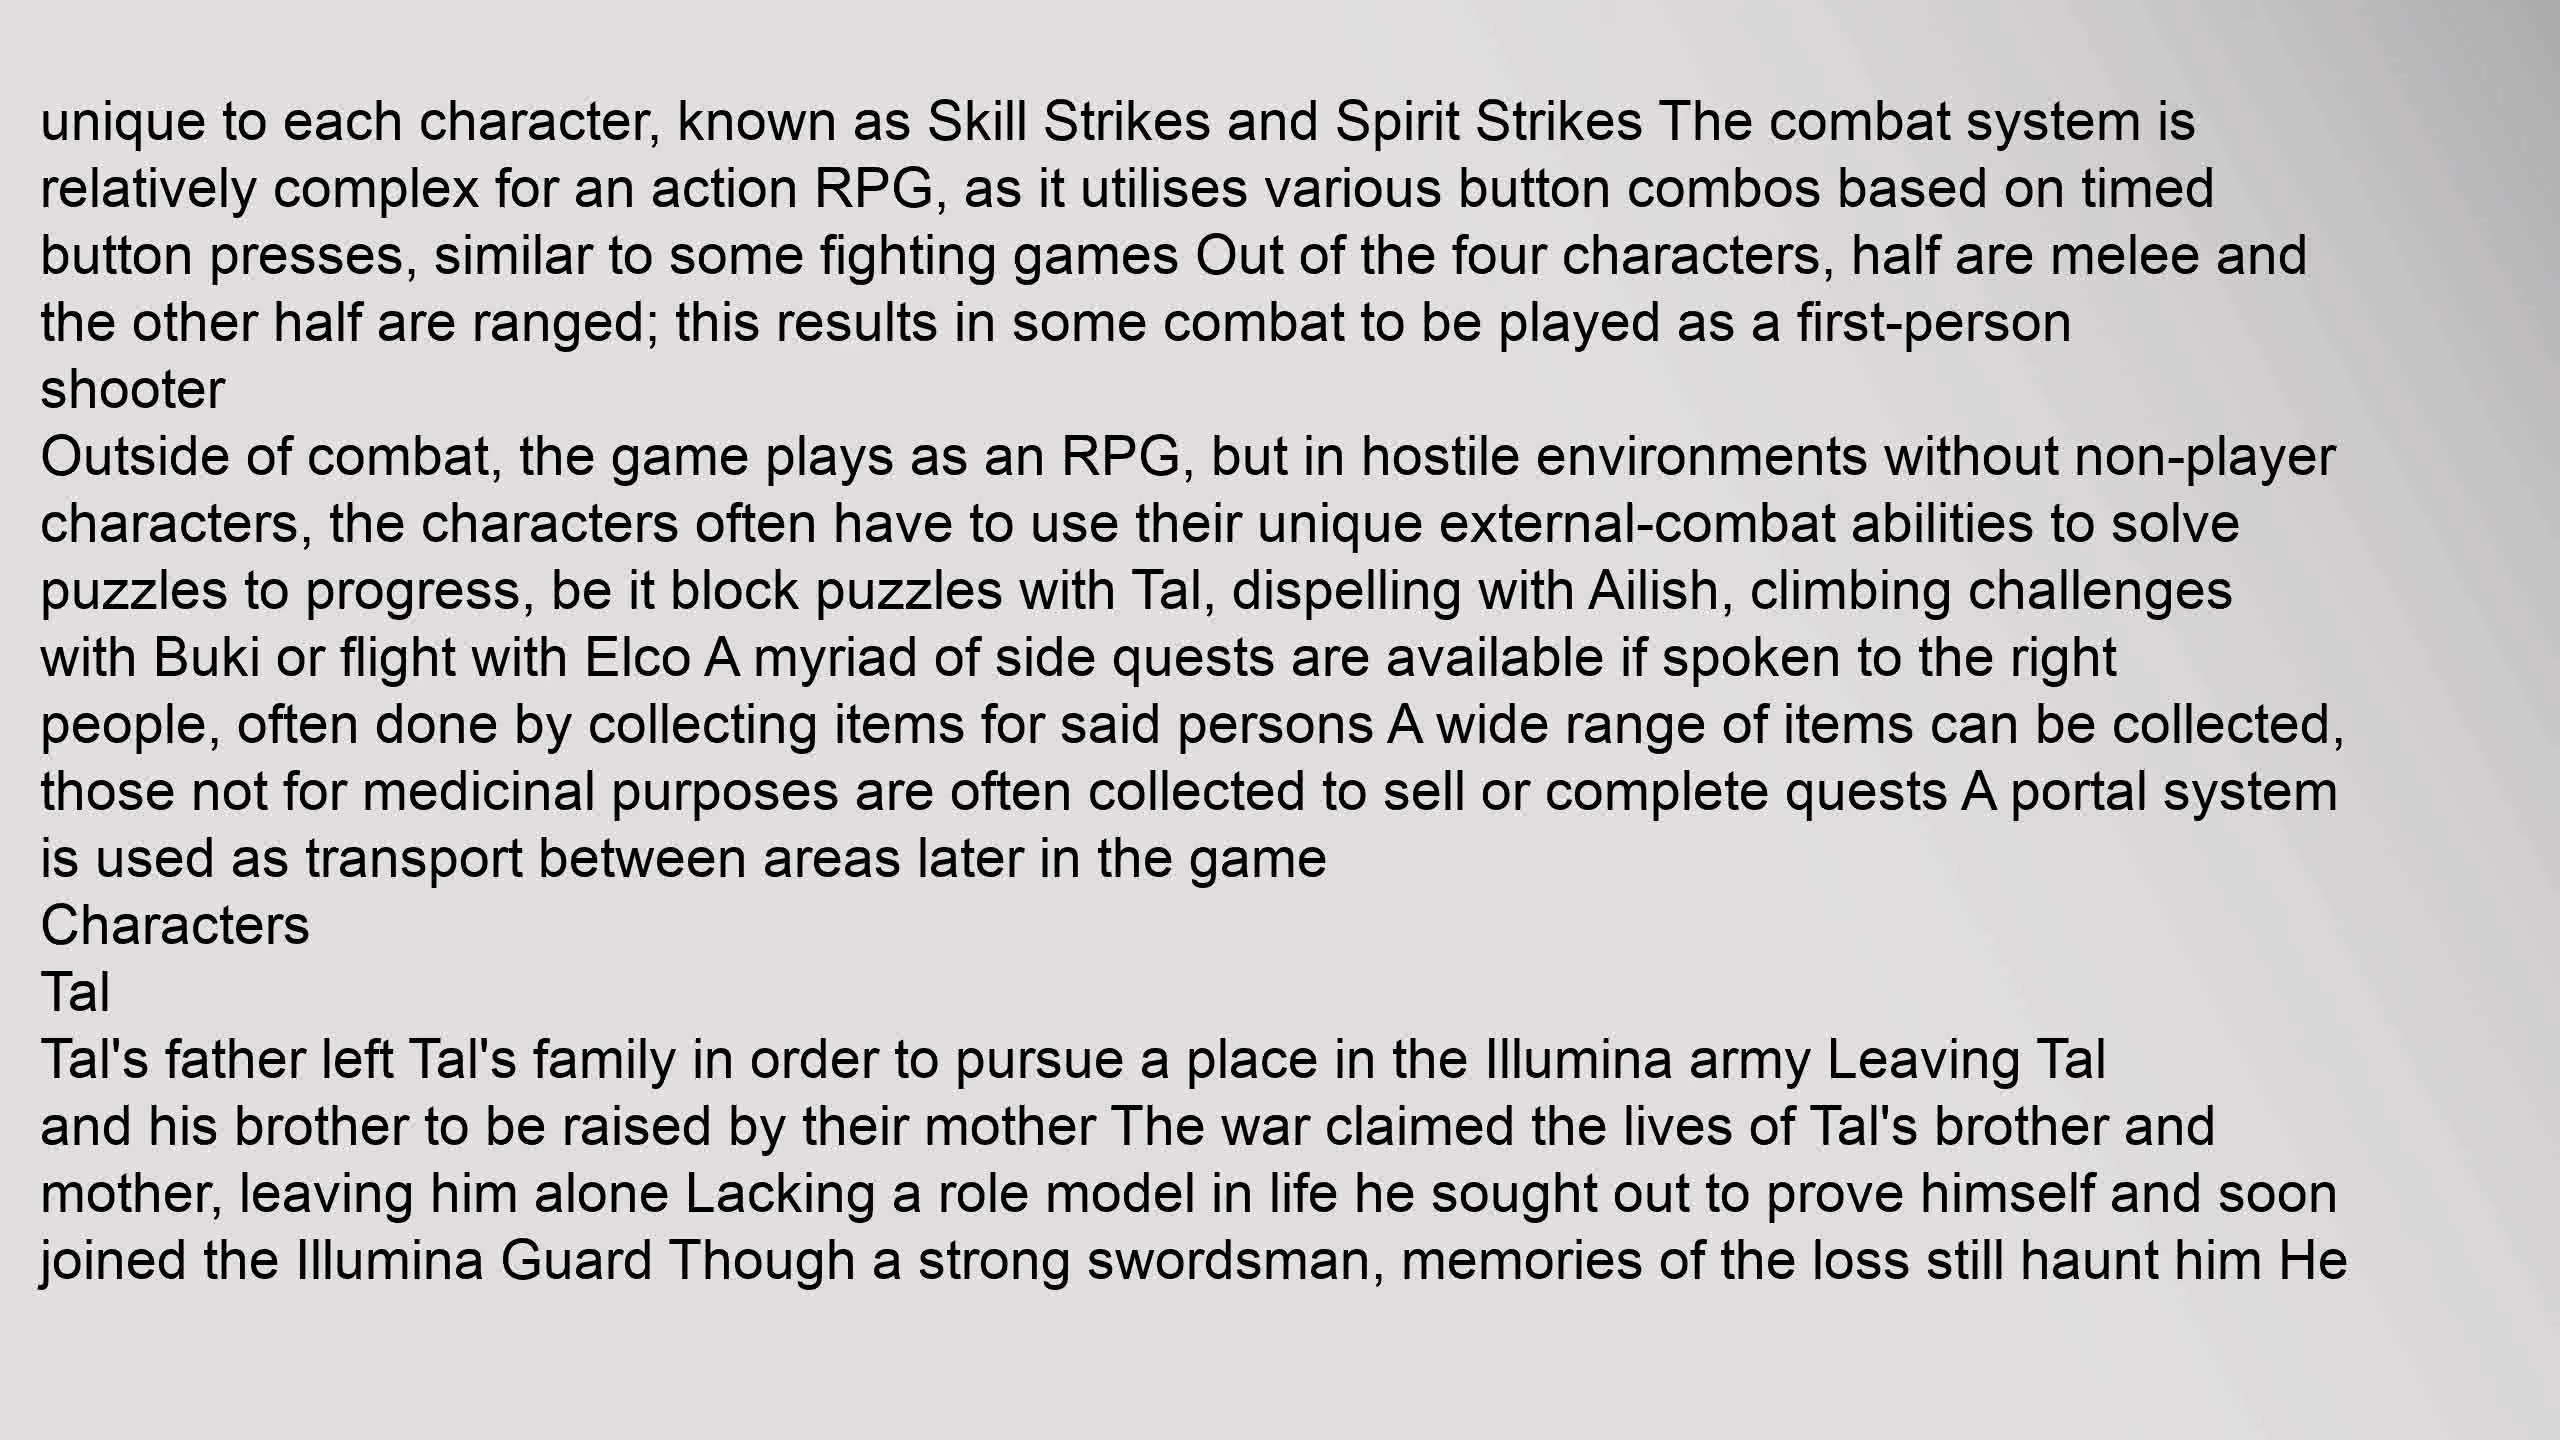 unique to each character, known as Skill Strikes and Spirit Strikes The combat system is
relatively complex for an action RPG, as it utilises various button combos based on timed
button presses, similar to some fighting games Out of the four characters, half are melee and
the other half are ranged; this results in some combat to be played as a first-person
shooter
Outside of combat, the game plays as an RPG, but in hostile environments without non-player
characters, the characters often have to use their unique external-combat abilities to solve
puzzles to progress, be it block puzzles with Tal, dispelling with Ailish, climbing challenges
with Buki or flight with Elco A myriad of side quests are available if spoken to the right
people, often done by collecting items for said persons A wide range of items can be collected,
those not for medicinal purposes are often collected to sell or complete quests A portal system
is used as transport between areas later in the game
Characters
Tal
Tal's father left Tal's family in order to pursue a place in the Illumina army Leaving Tal
and his brother to be raised by their mother The war claimed the lives of Tal's brother and
mother, leaving him alone Lacking a role model in life he sought out to prove himself and soon
joined the Illumina Guard Though a strong swordsman, memories of the loss still haunt him He